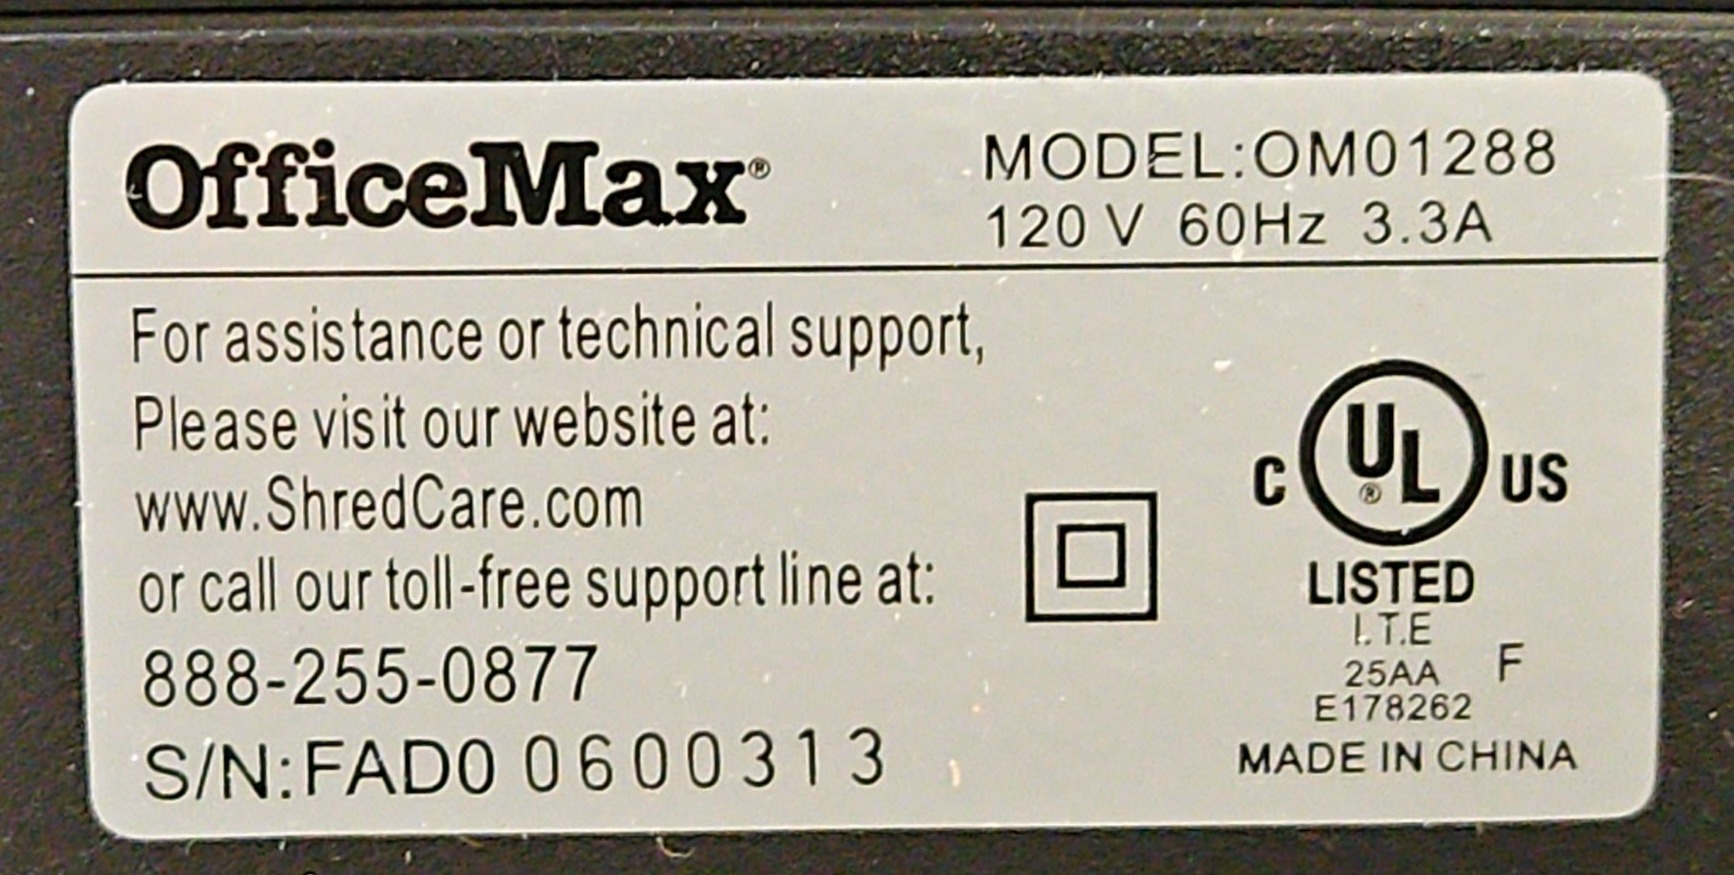 OfficeMax®
MODEL:OM01288
120 V 60Hz 3.3A
For assistance or technical support,
Please visit our website at:
www.ShredCare.com
or call our toll-free support line at:
888-255-0877
S/N:FAD0 0600313
C UL® US
LISTED
I.T.E
25AA F
E178262
MADE IN CHINA